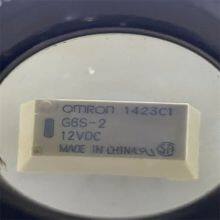 omron 1423C1
G6S-2
12VDC
MADE IN CHINA